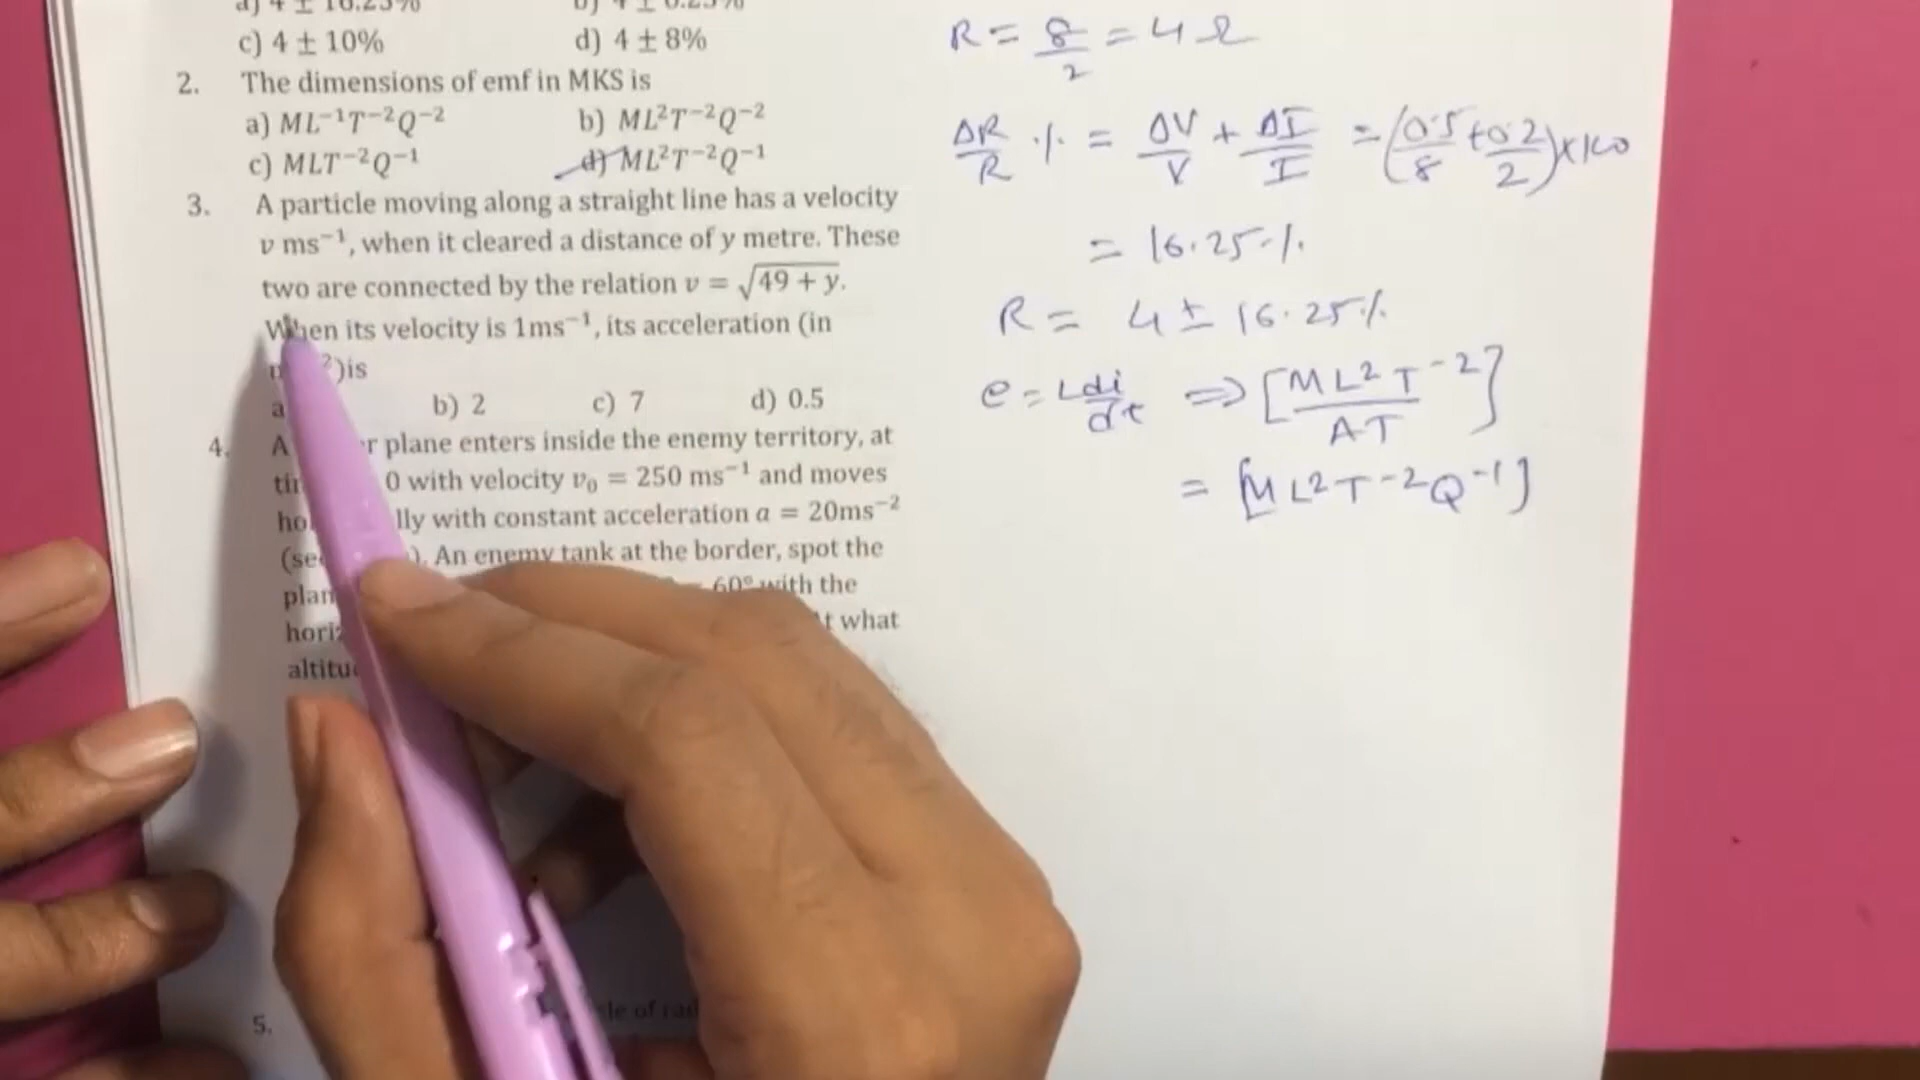 c) 4 ± 10% d) 4 ± 8%
2. The dimensions of emf in MKS is
a) ML⁻¹T⁻²Q⁻² b) ML²T⁻²Q⁻²
c) MLT⁻²Q⁻¹ d) ML²T⁻²Q⁻¹
3. A particle moving along a straight line has a velocity
v ms⁻¹, when it cleared a distance of y metre. These
two are connected by the relation v = √(49 + y).
When its velocity is 1ms⁻¹, its acceleration (in
)is
b) 2 c) 7 d) 0.5
4. A plane enters inside the enemy territory, at
0 with velocity v₀ = 250 ms⁻¹ and moves
with constant acceleration a = 20ms⁻²
An enemy tank at the border, spot the
60° with the
what
5.
R = 8/2 = 4 Ω
ΔR/R ·/· = ΔV/V + ΔI/I = (0.5/8 + 0.2/2) × 100
= 16.25·/·
R = 4 ± 16.25·/·
e = L di/dt ⇒ [ML²T⁻²/AT]
= [ML²T⁻²Q⁻¹]